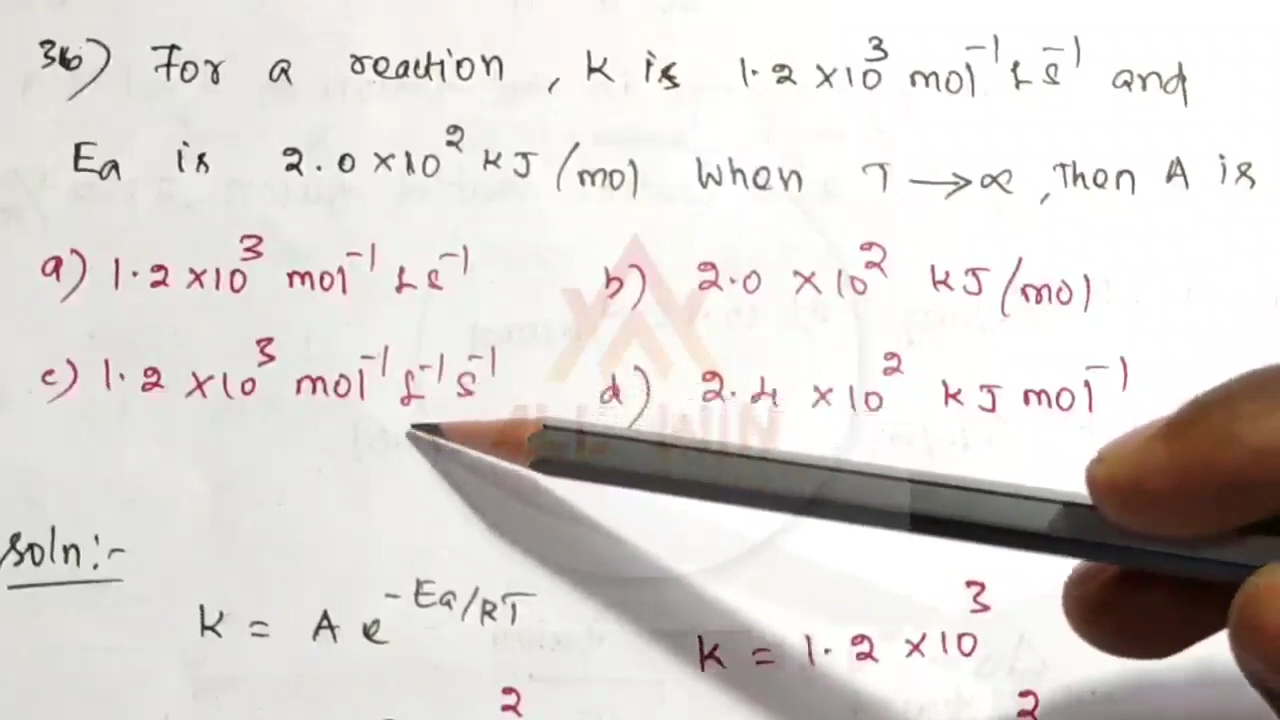 36) For a reaction, K is 1.2 × 10³ mol⁻¹ L s⁻¹ and
Ea is 2.0 × 10² KJ/mol when T → ∞, Then A is
a) 1.2 × 10³ mol⁻¹ L s⁻¹ b) 2.0 × 10² KJ/mol
c) 1.2 × 10³ mol⁻¹ L⁻¹ s⁻¹ d) 2.4 × 10² KJ mol⁻¹
Soln:-
K = A e^-Ea/RT K = 1.2 × 10³
2 2